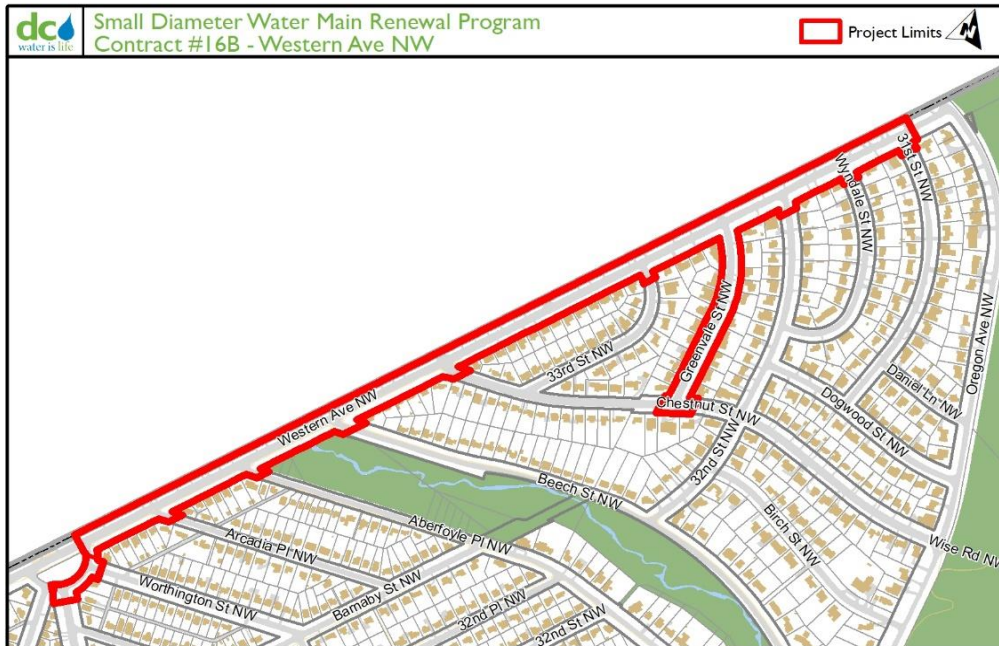 dc
water is life
Small Diameter Water Main Renewal Program
Contract #16B - Western Ave NW
Project Limits
N
31st St NW
Wyndale St NW
Greenvale St NW
33rd St NW
Oregon Ave NW
Daniel Ln NW
Chestnut St NW
Dogwood St NW
Western Ave NW
32nd St NW
Beech St NW
Birch St NW
Aberfoyle Pl NW
Wise Rd NW
Arcadia Pl NW
Worthington St NW
Barnaby St NW
32nd Pl NW
32nd St NW